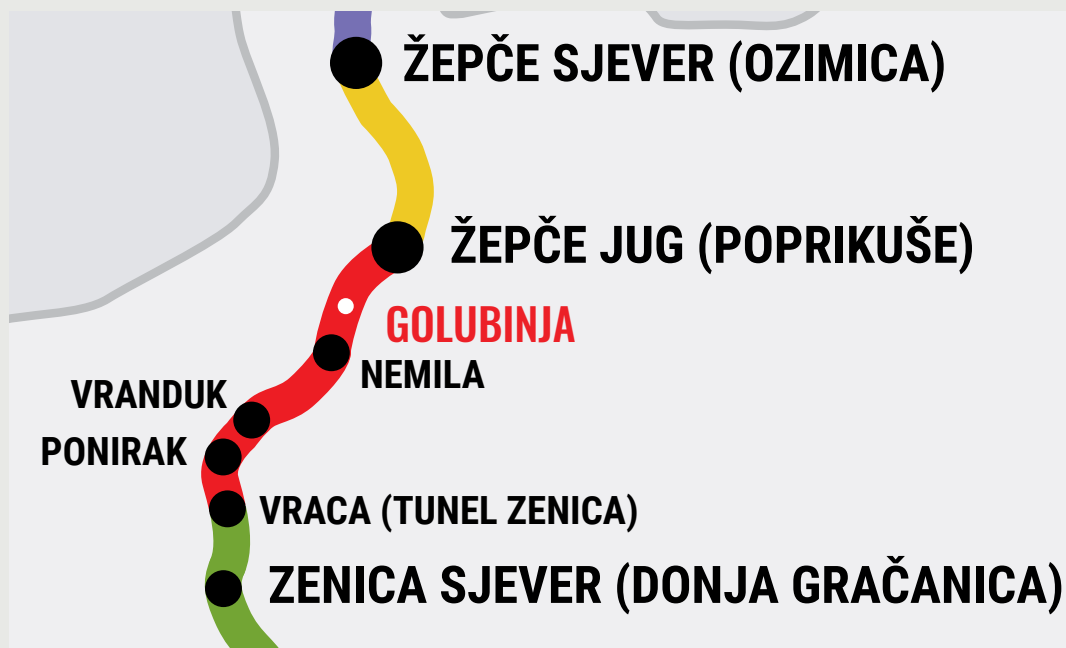 ŽEPČE SJEVER (OZIMICA)
ŽEPČE JUG (POPRIKUŠE)
GOLUBINJA
NEMILA
VRANDUK
PONIRAK
VRACA (TUNEL ZENICA)
ZENICA SJEVER (DONJA GRAČANICA)